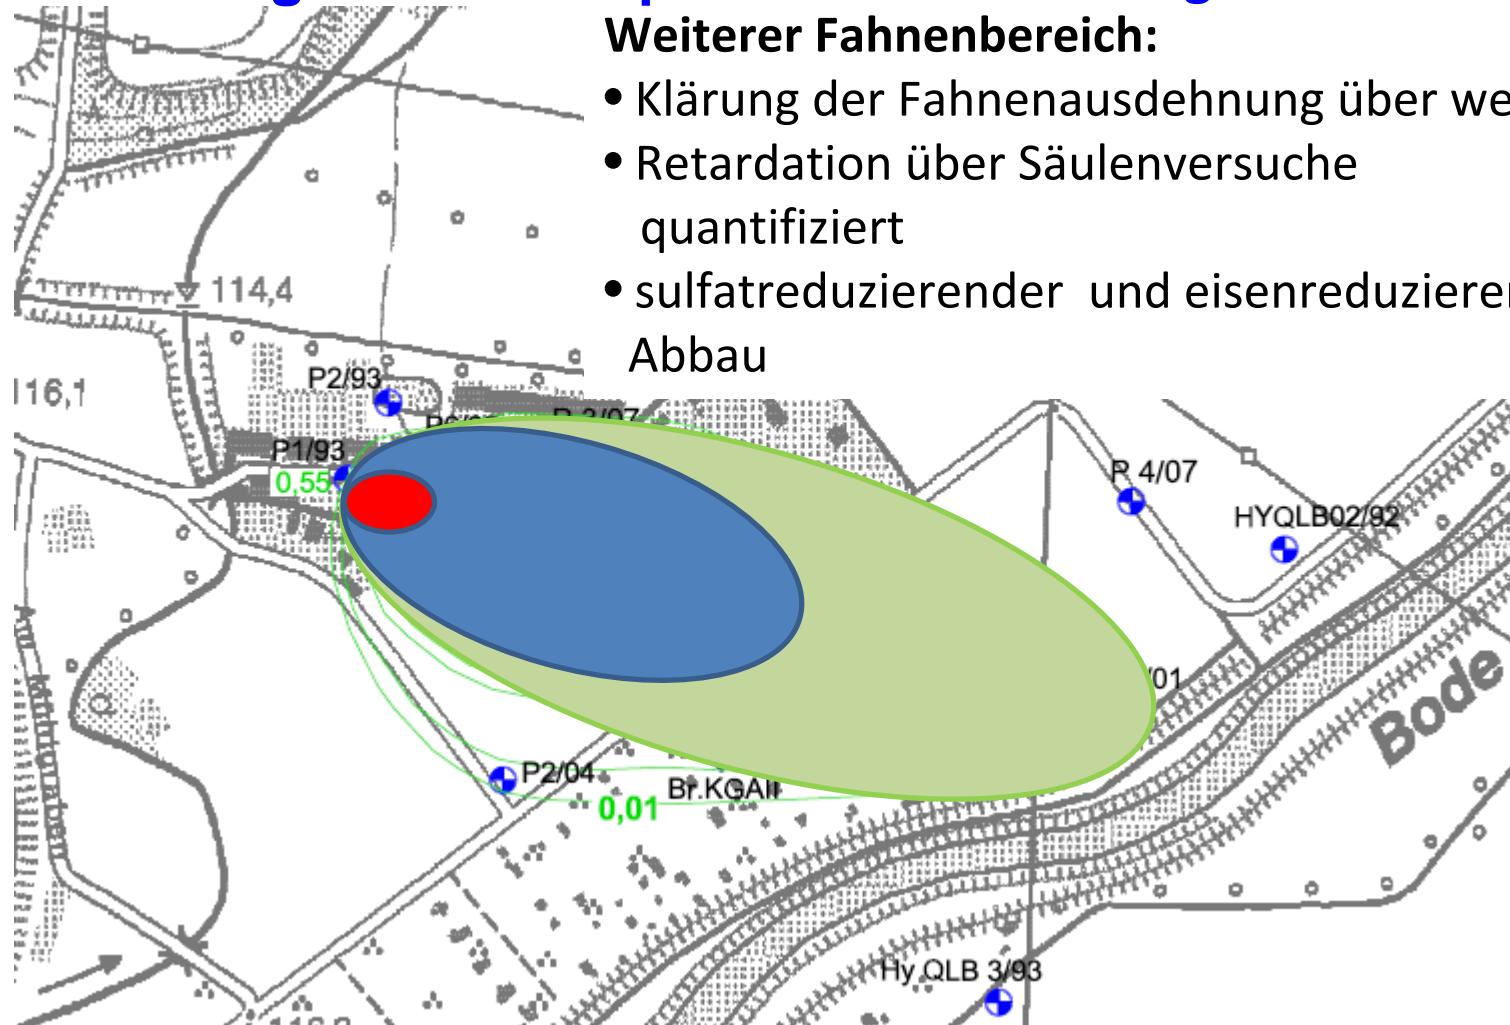 Weiterer Fahnenbereich:
• Klärung der Fahnenausdehnung über
• Retardation über Säulenversuche
quantifiziert
• sulfatreduzierender und
Abbau
114,4
116,1
P2/93
P1/93
0,55
R 4/07
HYQLB02/92
/01
Bode
P2/04
Br.KGAII
0,01
Hy QLB 3/93